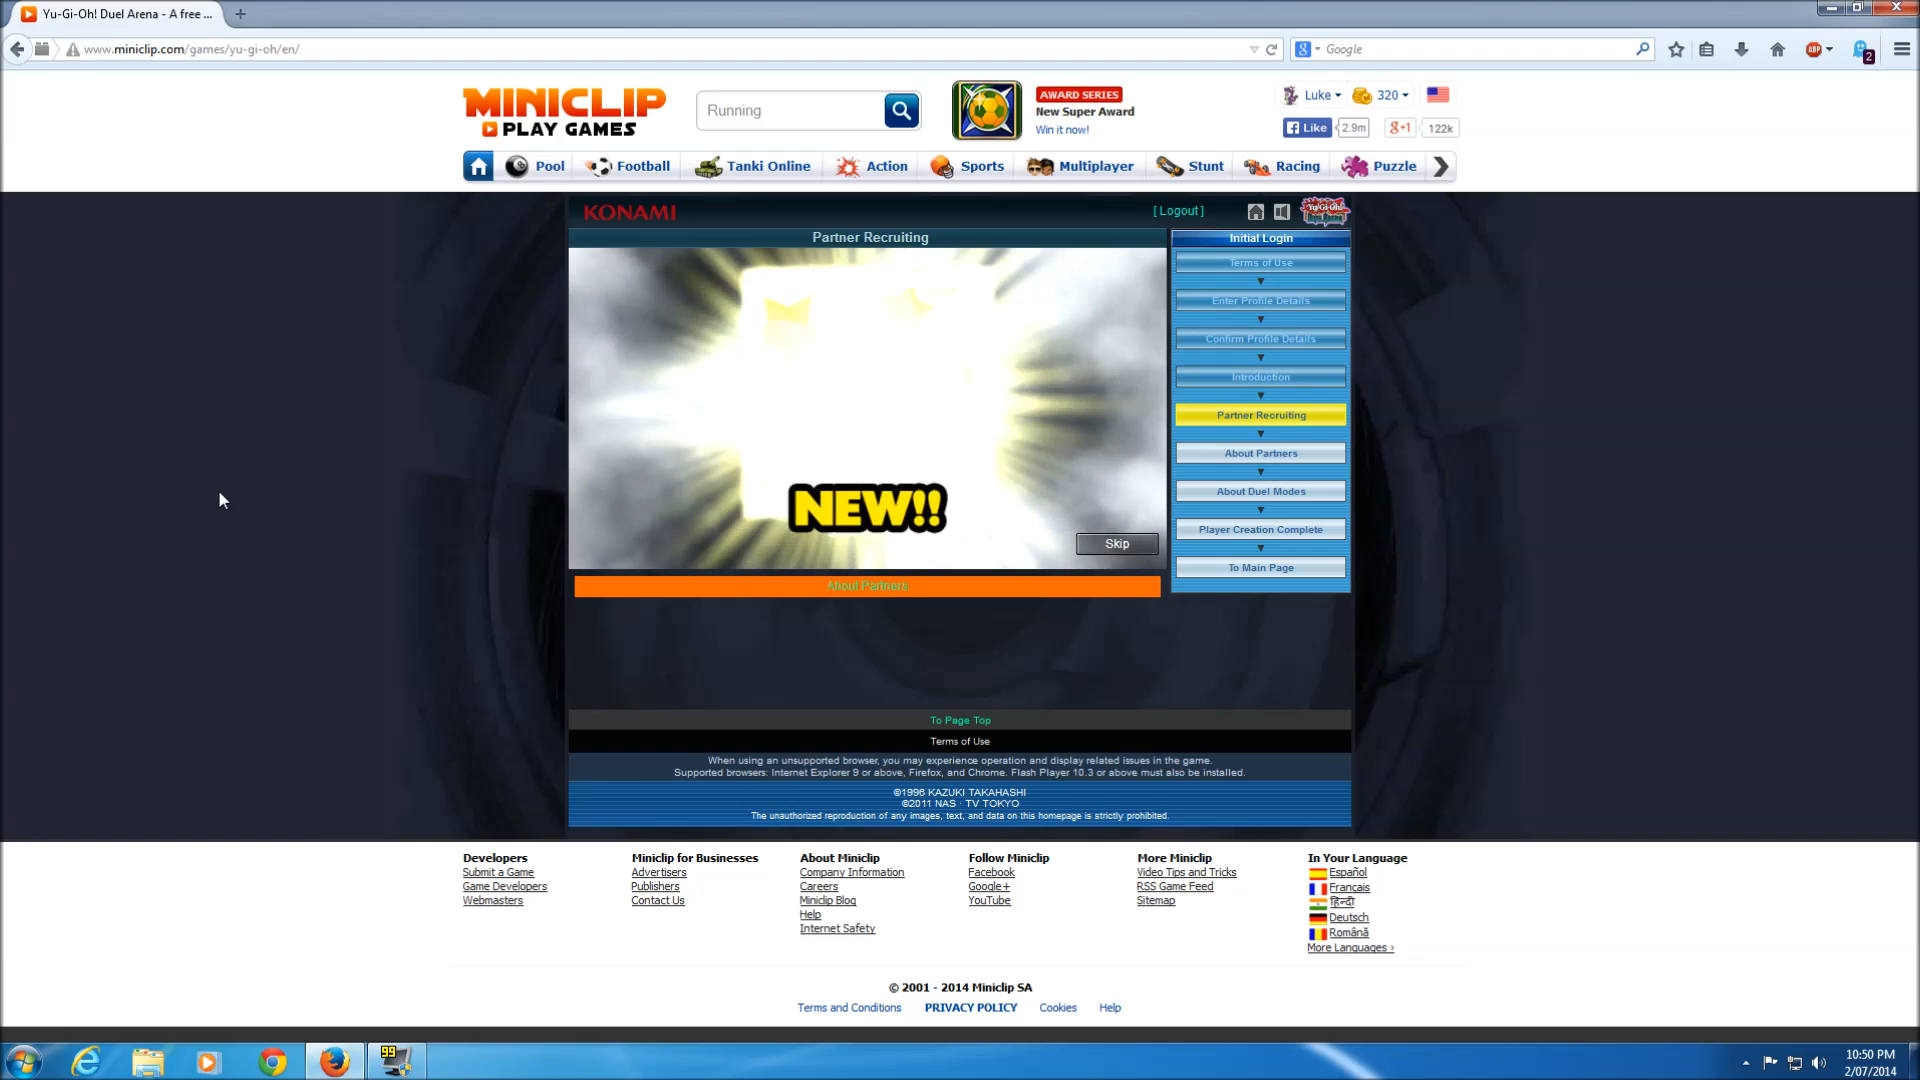 Yu-Gi-Oh! Duel Arena - A free ...
www.miniclip.com/games/yu-gi-oh/en/
Google
ABP
2
MINICLIP
PLAY GAMES
Running
AWARD SERIES
New Super Award
Win it now!
Luke
320
Like
2.9m
g+1
122k
Pool
Football
Tanki Online
Action
Sports
Multiplayer
Stunt
Racing
Puzzle
KONAMI
[ Logout ]
Yu-Gi-Oh!
Partner Recruiting
NEW!!
Skip
About Partners
Initial Login
Terms of Use
Enter Profile Details
Confirm Profile Details
Introduction
Partner Recruiting
About Partners
About Duel Modes
Player Creation Complete
To Main Page
To Page Top
Terms of Use
When using an unsupported browser, you may experience operation and display related issues in the game.
Supported browsers: Internet Explorer 9 or above, Firefox, and Chrome. Flash Player 10.3 or above must also be installed.
©1996 KAZUKI TAKAHASHI
©2011 NAS · TV TOKYO
The unauthorized reproduction of any images, text, and data on this homepage is strictly prohibited.
Developers
Submit a Game
Game Developers
Webmasters
Miniclip for Businesses
Advertisers
Publishers
Contact Us
About Miniclip
Company Information
Careers
Miniclip Blog
Help
Internet Safety
Follow Miniclip
Facebook
Google+
YouTube
More Miniclip
Video Tips and Tricks
RSS Game Feed
Sitemap
In Your Language
Español
Français
हिन्दी
Deutsch
Română
More Languages ›
© 2001 - 2014 Miniclip SA
Terms and Conditions
PRIVACY POLICY
Cookies
Help
99
10:50 PM
2/07/2014